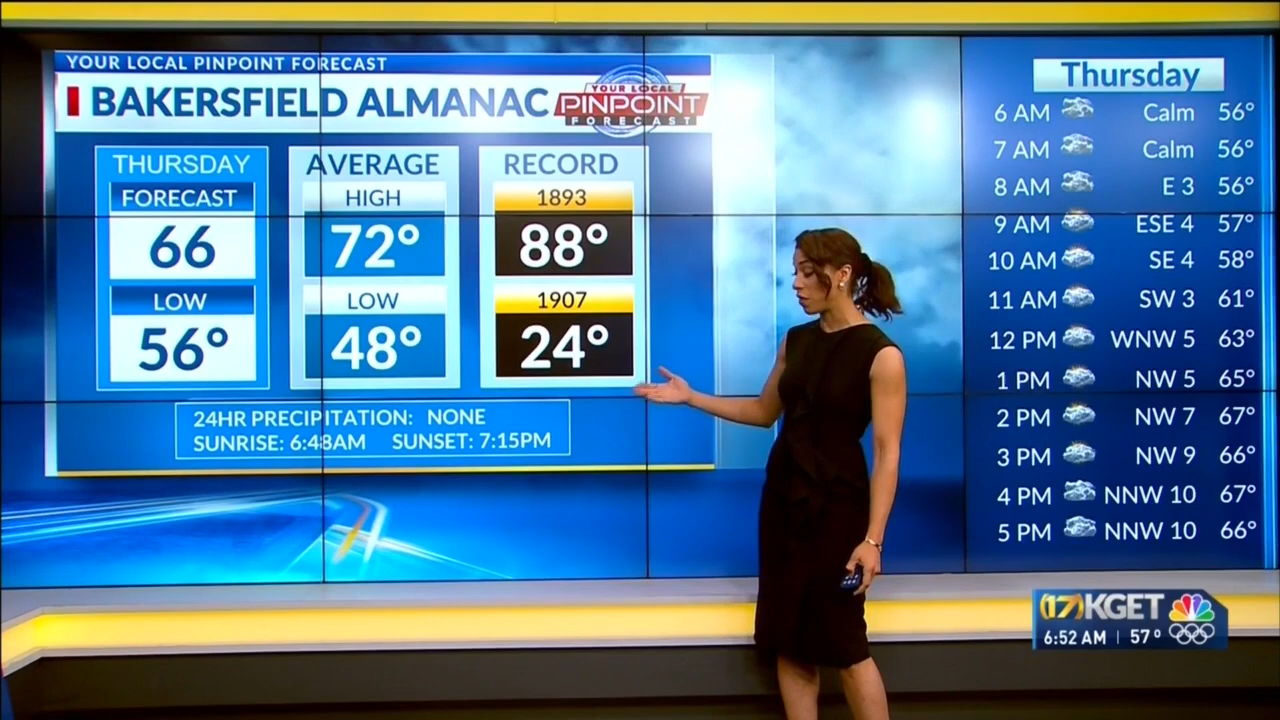 YOUR LOCAL PINPOINT FORECAST
BAKERSFIELD ALMANAC
YOUR LOCAL
PINPOINT
FORECAST
THURSDAY
FORECAST
66
LOW
56°
AVERAGE
HIGH
72°
LOW
48°
RECORD
1893
88°
1907
24°
24HR PRECIPITATION: NONE
SUNRISE: 6:48AM SUNSET: 7:15PM
Thursday
6 AM Calm 56°
7 AM Calm 56°
8 AM E 3 56°
9 AM ESE 4 57°
10 AM SE 4 58°
11 AM SW 3 61°
12 PM WNW 5 63°
1 PM NW 5 65°
2 PM NW 7 67°
3 PM NW 9 66°
4 PM NNW 10 67°
5 PM NNW 10 66°
(17) KGET
6:52 AM | 57°